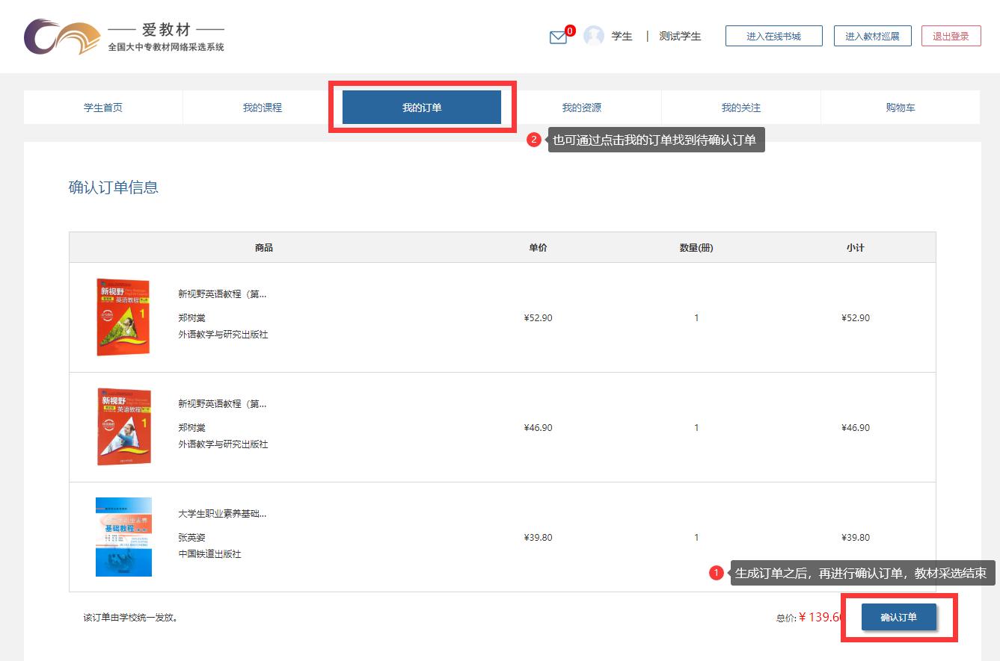 爱教材
全国大中专教材网络采选系统
0
学生 | 测试学生
进入在线书城
进入教材巡展
退出登录
学生首页
我的课程
我的订单
我的资源
我的关注
购物车
2 也可通过点击我的订单找到待确认订单
确认订单信息
商品 单价 数量(册) 小计
新视野
英语教程
1
新视野英语教程（第...
郑树棠
外语教学与研究出版社
¥52.90 1 ¥52.90
新视野
英语教程
1
新视野英语教程（第...
郑树棠
外语教学与研究出版社
¥46.90 1 ¥46.90
基础教程
大学生职业素养基础...
张英姿
中国铁道出版社
¥39.80 1 ¥39.80
1 生成订单之后，再进行确认订单，教材采选结束
该订单由学校统一发放。
总价: ¥ 139.60
确认订单